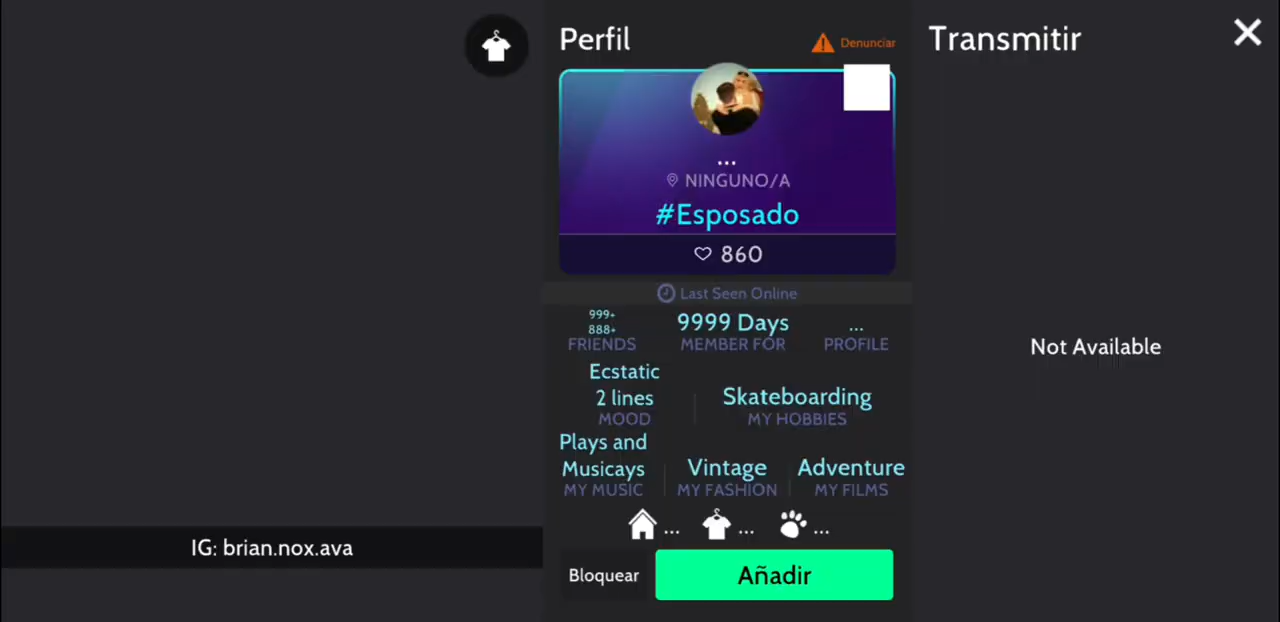 Perfil
Denunciar
Transmitir
...
NINGUNO/A
#Esposado
860
Last Seen Online
999+
888+
FRIENDS
9999 Days
MEMBER FOR
...
PROFILE
Ecstatic
2 lines
MOOD
Skateboarding
MY HOBBIES
Plays and
Musicays
MY MUSIC
Vintage
MY FASHION
Adventure
MY FILMS
... ... ...
Bloquear
Añadir
IG: brian.nox.ava
Not Available